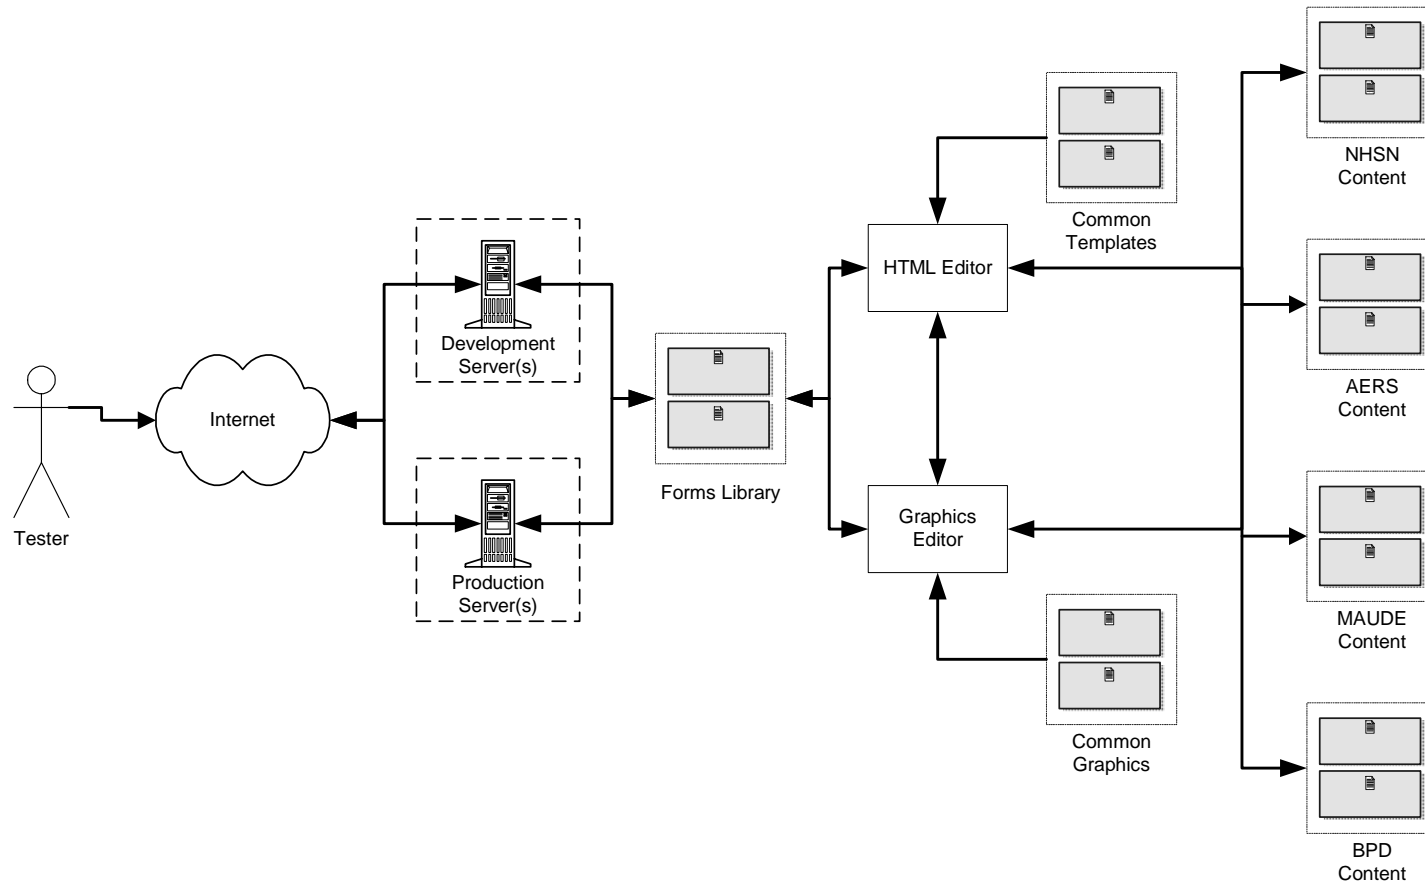 Tester
Internet
Development
Server(s)
Production
Server(s)
Forms Library
HTML Editor
Graphics
Editor
Common
Templates
Common
Graphics
NHSN
Content
AERS
Content
MAUDE
Content
BPD
Content